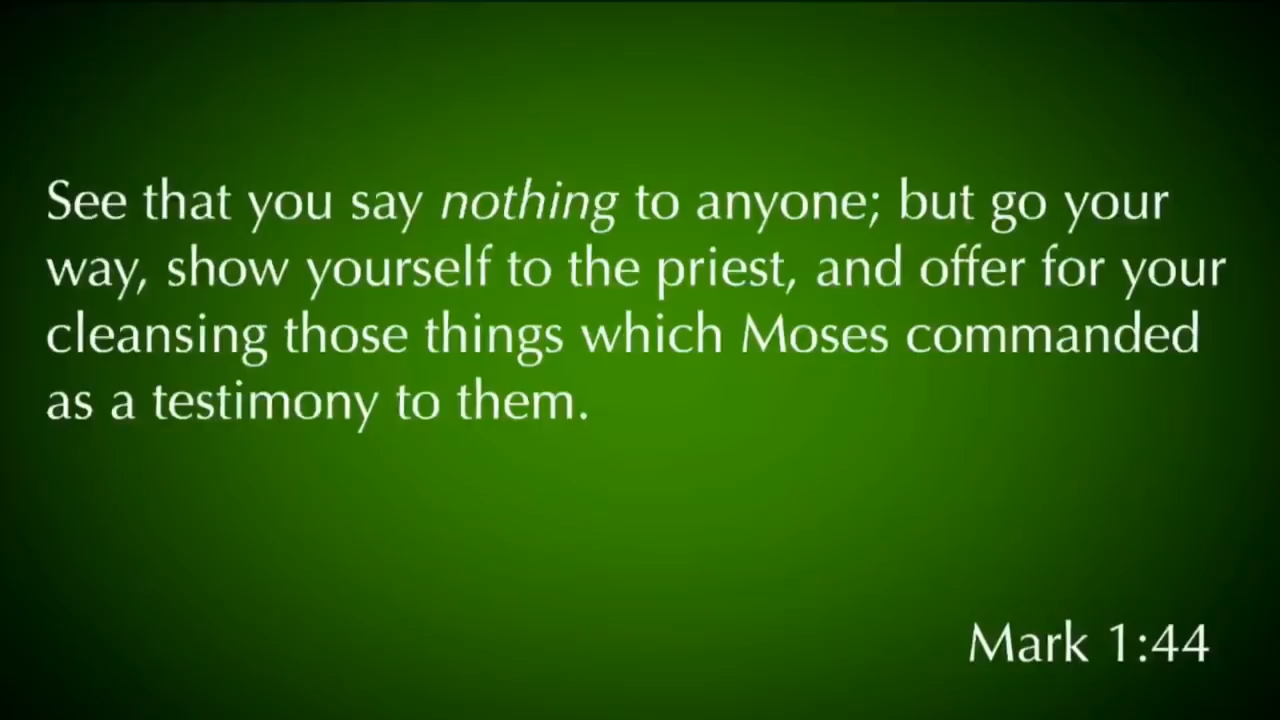 See that you say nothing to anyone; but go your
way, show yourself to the priest, and offer for your
cleansing those things which Moses commanded
as a testimony to them.
Mark 1:44